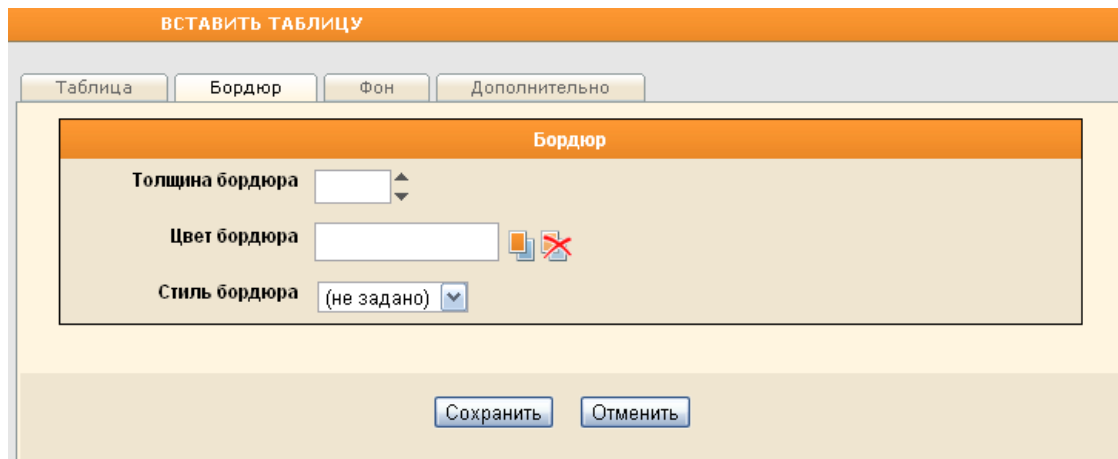 ВСТАВИТЬ ТАБЛИЦУ
Таблица Бордюр Фон Дополнительно
Бордюр
Толщина бордюра
Цвет бордюра
Стиль бордюра (не задано)
Сохранить Отменить